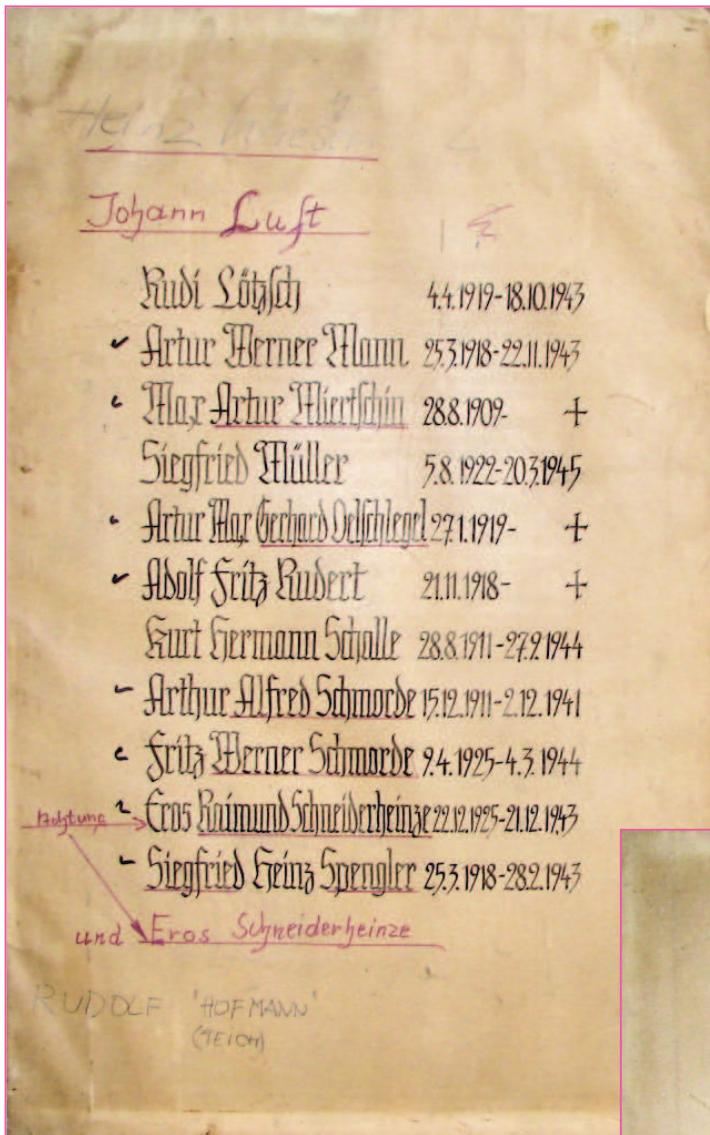 Heinz
Johann Luft
Rudi Lötzsch 4.4.1919-18.10.1943
Artur Werner Mann 25.3.1918-22.11.1943
Max Artur Miertschin 28.8.1909- +
Siegfried Müller 5.8.1922-20.3.1945
Artur Max Gerhard Oelschlegel 27.1.1919- +
Adolf Fritz Rudert 21.11.1918- +
Kurt Hermann Schalle 28.8.1911-27.9.1944
Arthur Alfred Schmorde 15.12.1911-2.12.1941
Fritz Werner Schmorde 9.4.1925-4.3.1944
Achtung Eros Raimund Schneiderheinze 22.12.1925-21.12.1943
Siegfried Heinz Spengler 25.3.1918-28.2.1943
und Eros Schneiderheinze
RUDOLF 'HOFMANN'
(TEICH)